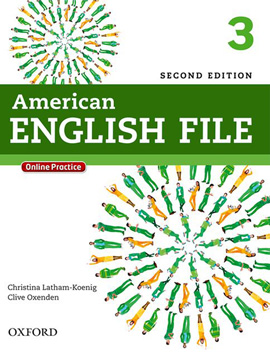 3
SECOND EDITION
American
ENGLISH FILE
Online Practice
Christina Latham-Koenig
Clive Oxenden
OXFORD